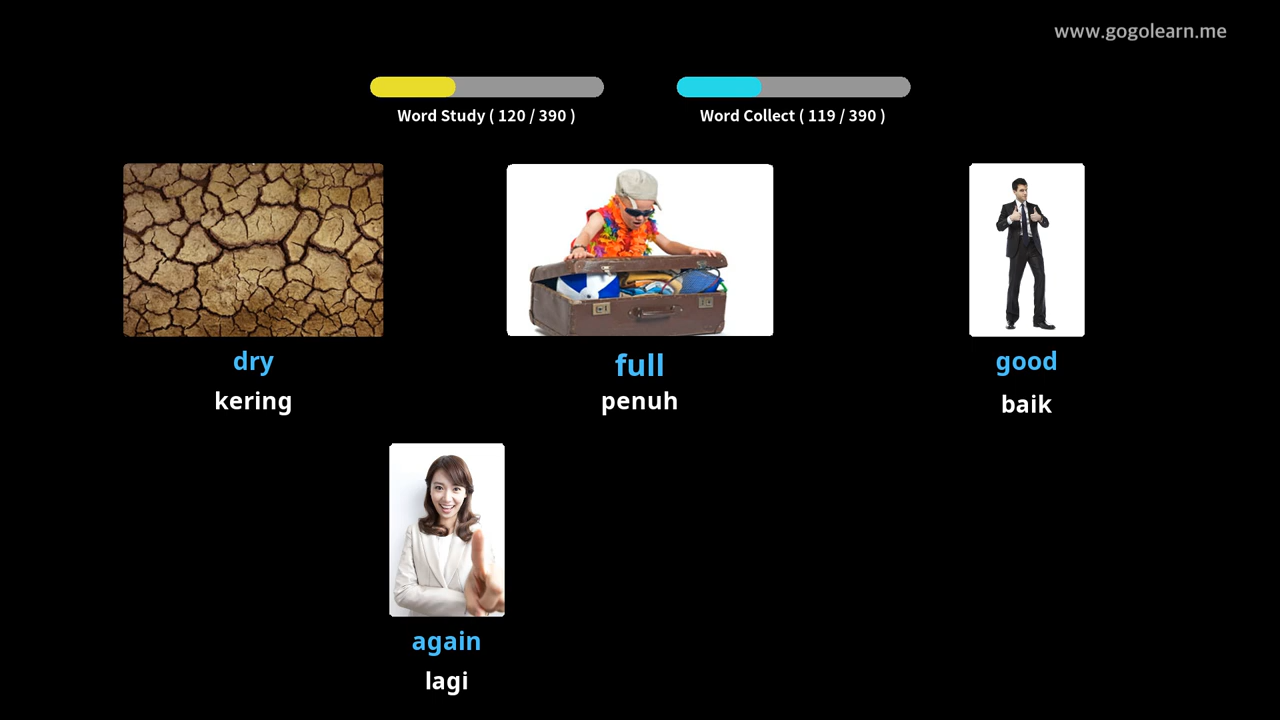 www.gogolearn.me
Word Study ( 120 / 390 )
Word Collect ( 119 / 390 )
dry
kering
full
penuh
good
baik
again
lagi